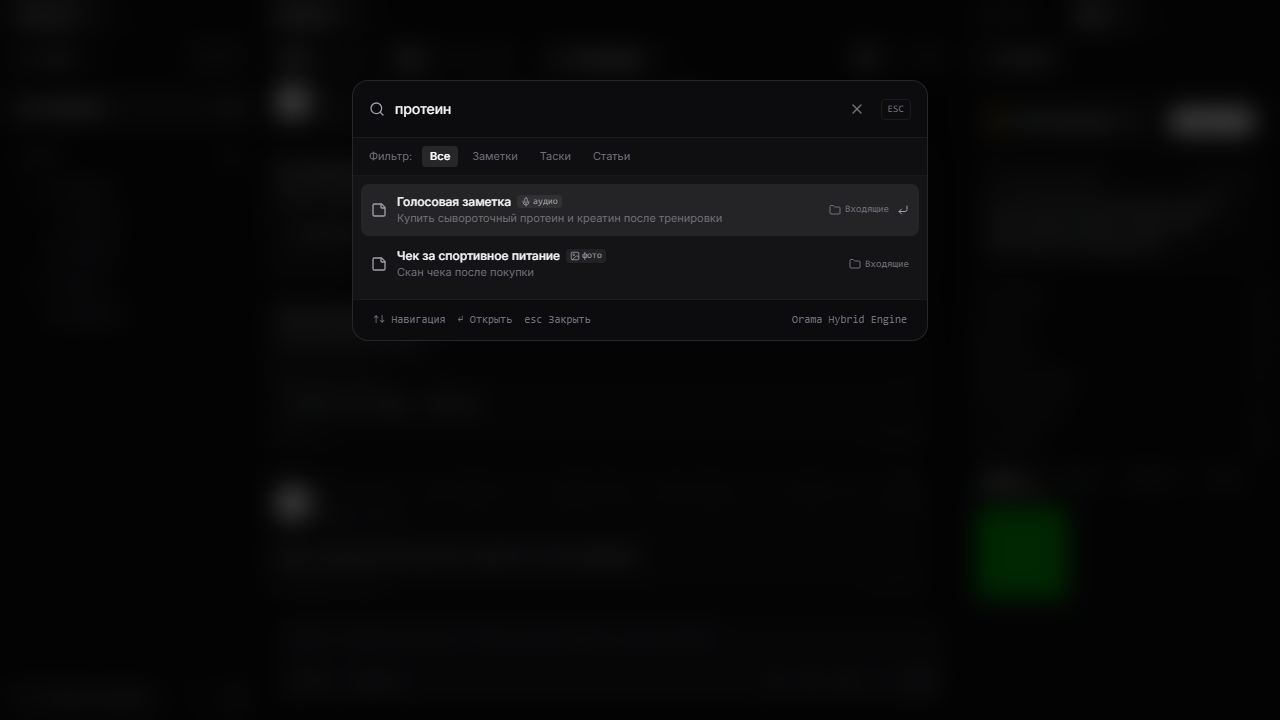 протеин
ESC
Фильтр: Все Заметки Таски Статьи
Голосовая заметка аудио
Купить сывороточный протеин и креатин после тренировки
Входящие
Чек за спортивное питание фото
Скан чека после покупки
Входящие
↑↓ Навигация ↵ Открыть esc Закрыть
Orama Hybrid Engine